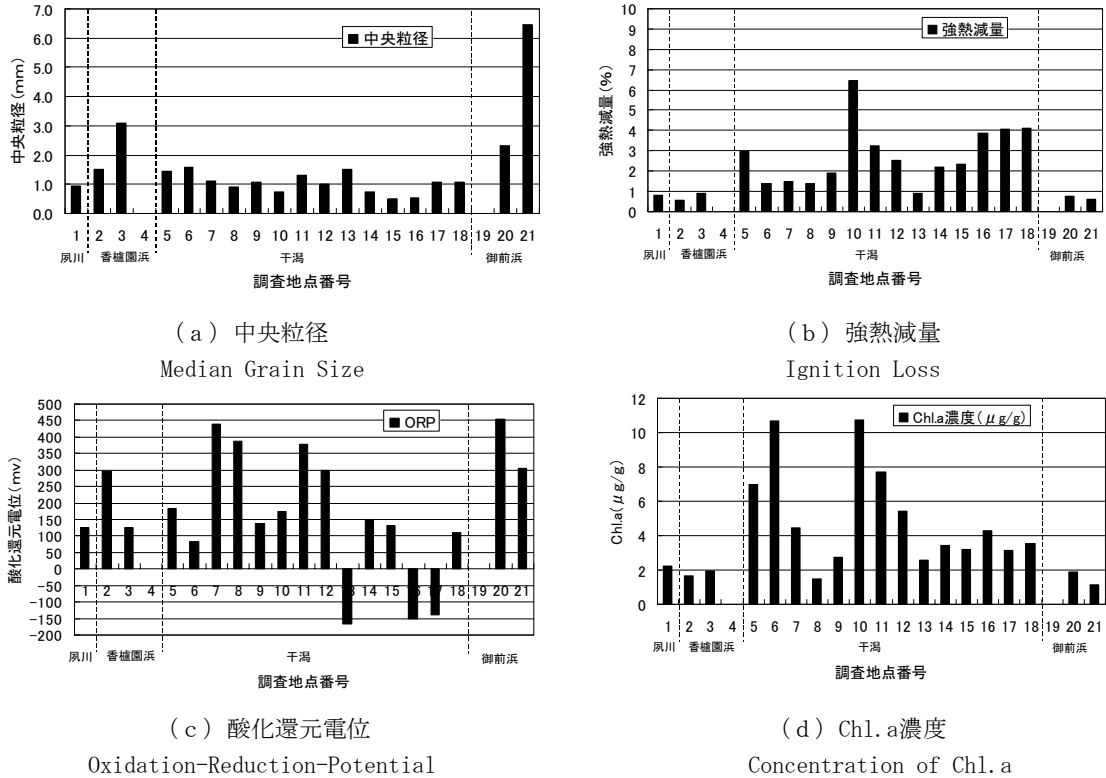 7.0
6.0
5.0
4.0
3.0
2.0
1.0
0.0
中央粒径(mm)
中央粒径
1 2 3 4 5 6 7 8 9 10 11 12 13 14 15 16 17 18 19 20 21
夙川 香櫨園浜 干潟 御前浜
調査地点番号
(a) 中央粒径
Median Grain Size
10
9
8
7
6
5
4
3
2
1
0
強熱減量(%)
強熱減量
1 2 3 4 5 6 7 8 9 10 11 12 13 14 15 16 17 18 19 20 21
夙川 香櫨園浜 干潟 御前浜
調査地点番号
(b) 強熱減量
Ignition Loss
500
450
400
350
300
250
200
150
100
50
0
-50
-100
-150
-200
酸化還元電位(mv)
ORP
1 2 3 4 5 6 7 8 9 10 11 12 13 14 15 16 17 18 19 20 21
夙川 香櫨園浜 干潟 御前浜
調査地点番号
(c) 酸化還元電位
Oxidation-Reduction-Potential
12
10
8
6
4
2
0
Chl.a(μg/g)
Chl.a濃度(μg/g)
1 2 3 4 5 6 7 8 9 10 11 12 13 14 15 16 17 18 19 20 21
夙川 香櫨園浜 干潟 御前浜
調査地点番号
(d) Chl.a濃度
Concentration of Chl.a